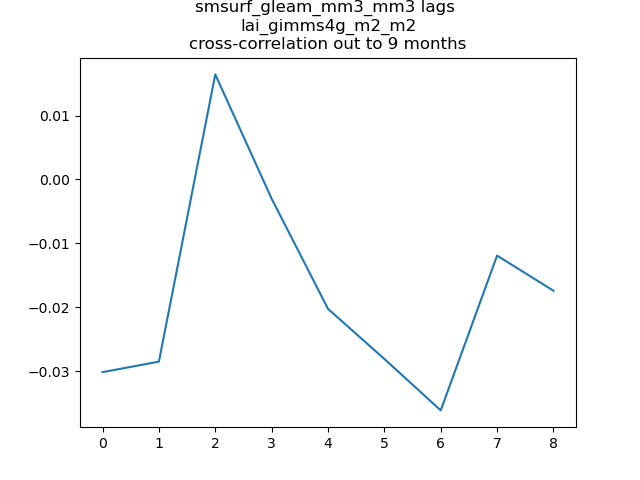 smsurf_gleam_mm3_mm3 lags
lai_gimms4g_m2_m2
cross-correlation out to 9 months
0.01
0.00
−0.01
−0.02
−0.03
0 1 2 3 4 5 6 7 8